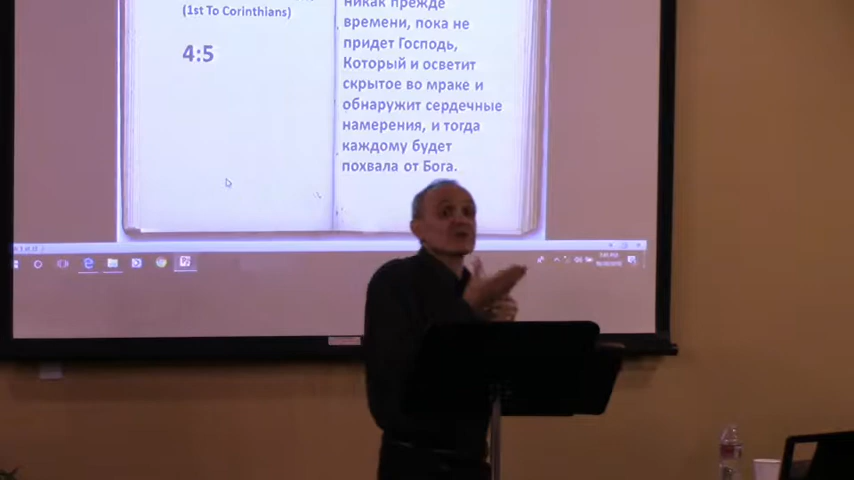 (1st To Corinthians)
4:5
никак прежде
времени, пока не
придет Господь,
Который и осветит
скрытое во мраке и
обнаружит сердечные
намерения, и тогда
каждому будет
похвала от Бога.